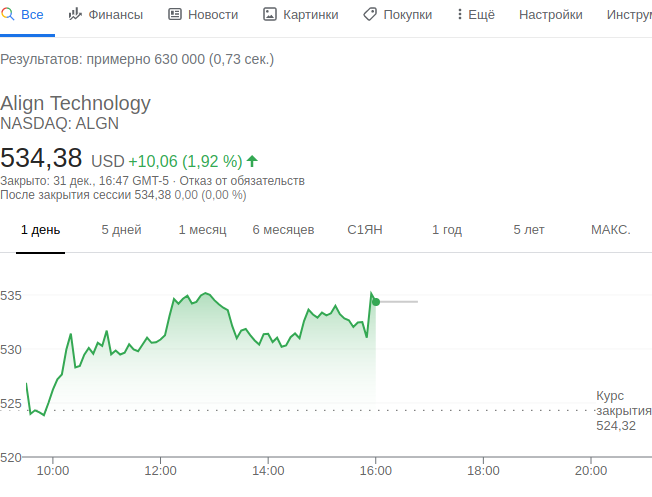 Все Финансы Новости Картинки Покупки Ещё Настройки Инстру
Результатов: примерно 630 000 (0,73 сек.)
Align Technology
NASDAQ: ALGN
534,38 USD +10,06 (1,92 %)
Закрыто: 31 дек., 16:47 GMT-5 · Отказ от обязательств
После закрытия сессии 534,38 0,00 (0,00 %)
1 день 5 дней 1 месяц 6 месяцев С1ЯН 1 год 5 лет МАКС.
535
530
525
Курс
закрытия
524,32
520
10:00 12:00 14:00 16:00 18:00 20:00